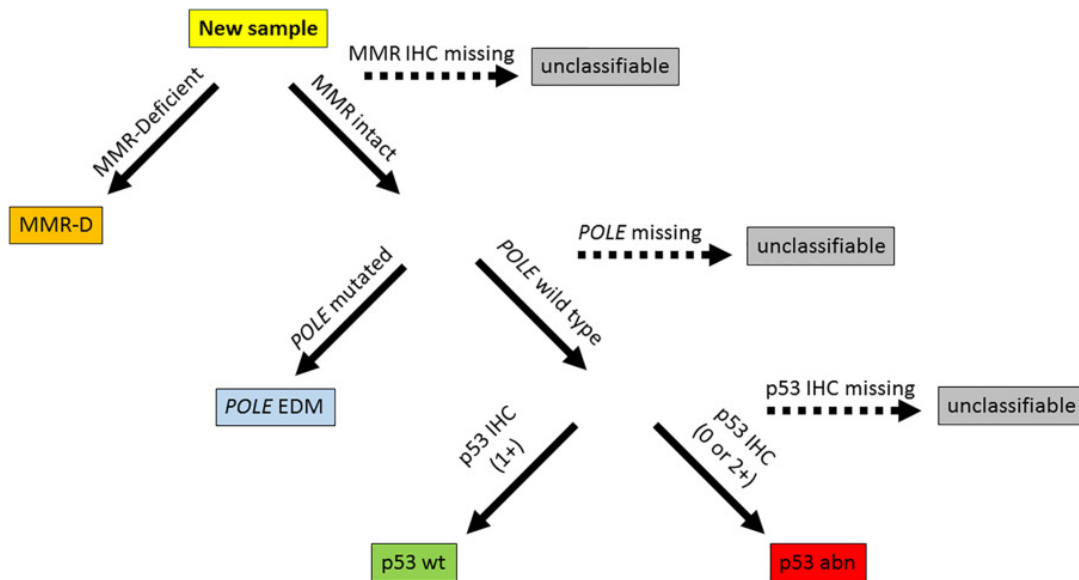 New sample
MMR IHC missing
unclassifiable
MMR-Deficient
MMR intact
MMR-D
POLE missing
unclassifiable
POLE mutated
POLE wild type
POLE EDM
p53 IHC missing
unclassifiable
p53 IHC
(1+)
p53 IHC
(0 or 2+)
p53 wt
p53 abn